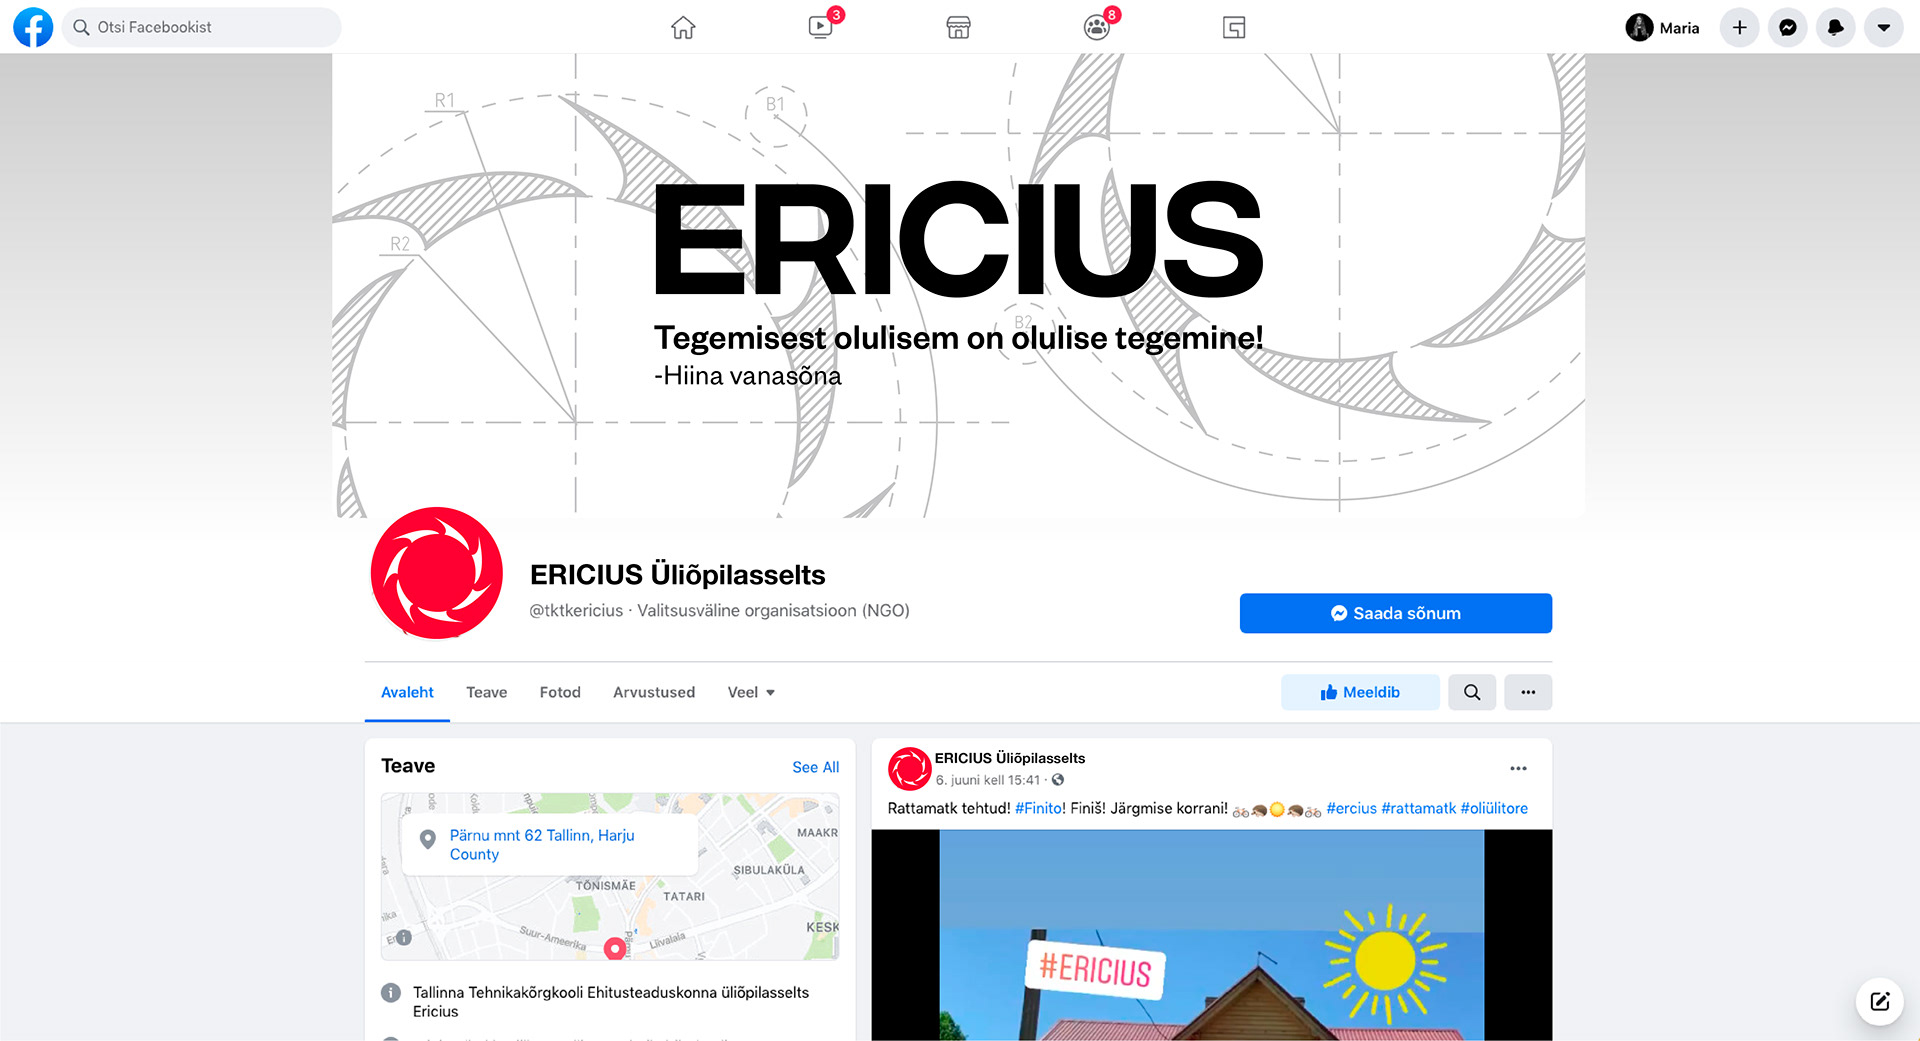 Otsi Facebookist
3
8
Maria
R1
B1
R2
B2
ERICIUS
Tegemisest olulisem on olulise tegemine!
-Hiina vanasõna
ERICIUS Üliõpilasselts
@tktkericius · Valitsusväline organisatsioon (NGO)
Saada sõnum
Avaleht
Teave
Fotod
Arvustused
Veel
Meeldib
Teave
See All
Pärnu mnt 62 Tallinn, Harju
County
MAAKR
SIBULAKÜLA
TÕNISMÄE
TATARI
KESK
Suur-Ameerika
Liivalaia
Tallinna Tehnikakõrgkooli Ehitusteaduskonna üliõpilasselts
Ericius
ERICIUS Üliõpilasselts
6. juuni kell 15:41 ·
Rattamatk tehtud! #Finito! Finiš! Järgmise korrani! 🚲🦔🌞🦔🚲 #ercius #rattamatk #oliülitore
#ERICIUS